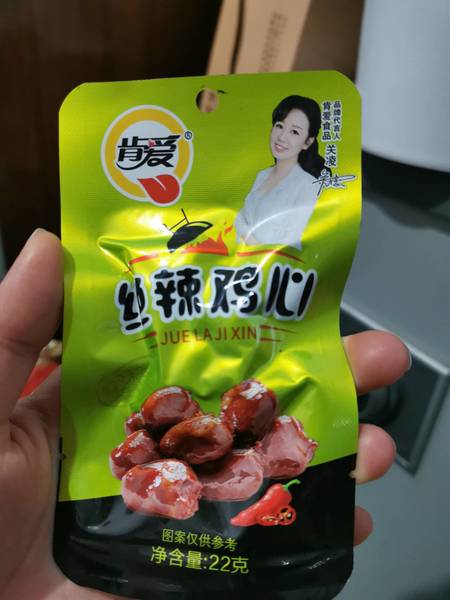 肯爱®
品牌代言人
肯爱食品
关凌
绝辣鸡心
JUE LA JI XIN
图案仅供参考
净含量:22克